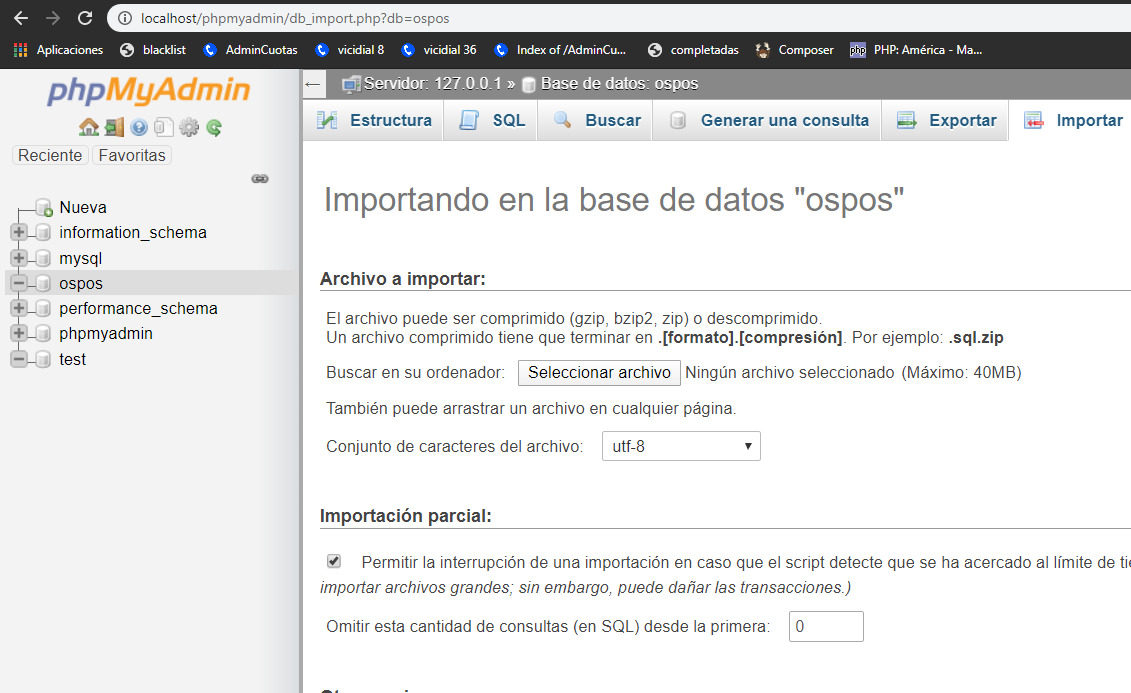 localhost/phpmyadmin/db_import.php?db=ospos
Aplicaciones blacklist AdminCuotas vicidial 8 vicidial 36 Index of /AdminCu... completadas Composer php PHP: América - Ma...
phpMyAdmin
Reciente Favoritas
Nueva
information_schema
mysql
ospos
performance_schema
phpmyadmin
test
← Servidor: 127.0.0.1 » Base de datos: ospos
Estructura SQL Buscar Generar una consulta Exportar Importar
Importando en la base de datos "ospos"
Archivo a importar:
El archivo puede ser comprimido (gzip, bzip2, zip) o descomprimido.
Un archivo comprimido tiene que terminar en .[formato].[compresión]. Por ejemplo: .sql.zip
Buscar en su ordenador: Seleccionar archivo Ningún archivo seleccionado (Máximo: 40MB)
También puede arrastrar un archivo en cualquier página.
Conjunto de caracteres del archivo: utf-8
Importación parcial:
Permitir la interrupción de una importación en caso que el script detecte que se ha acercado al límite de ti
importar archivos grandes; sin embargo, puede dañar las transacciones.)
Omitir esta cantidad de consultas (en SQL) desde la primera: 0